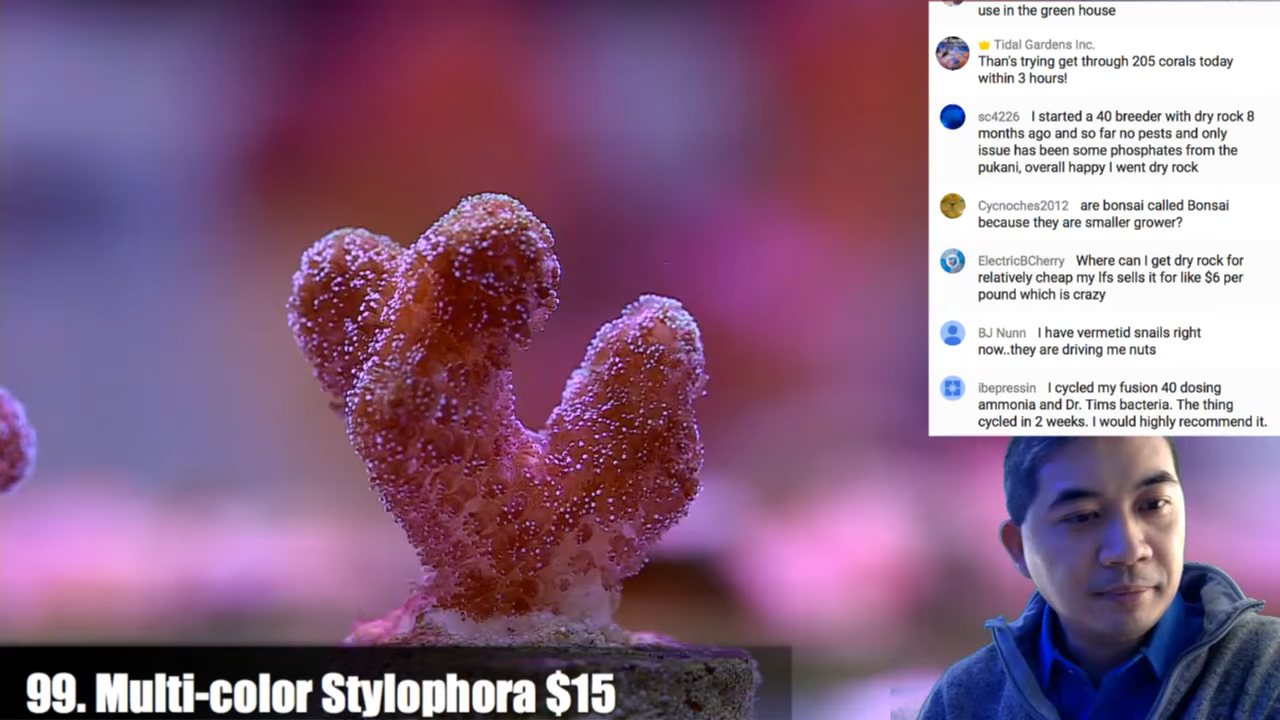 use in the green house
Tidal Gardens Inc.
Than's trying get through 205 corals today
within 3 hours!
sc4226 I started a 40 breeder with dry rock 8
months ago and so far no pests and only
issue has been some phosphates from the
pukani, overall happy I went dry rock
Cycnoches2012 are bonsai called Bonsai
because they are smaller grower?
ElectricBCherry Where can I get dry rock for
relatively cheap my lfs sells it for like $6 per
pound which is crazy
BJ Nunn I have vermetid snails right
now..they are driving me nuts
ibepressin I cycled my fusion 40 dosing
ammonia and Dr. Tims bacteria. The thing
cycled in 2 weeks. I would highly recommend it.
99. Multi-color Stylophora $15